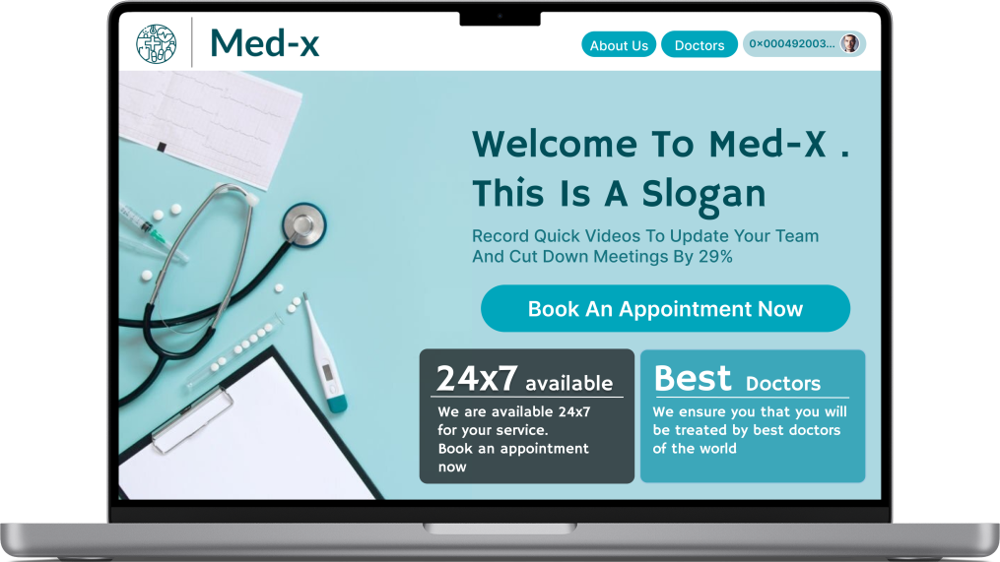 Med-x
About Us
Doctors
0x000492003...
Welcome To Med-X .
This Is A Slogan
Record Quick Videos To Update Your Team
And Cut Down Meetings By 29%
Book An Appointment Now
24x7 available
We are available 24x7
for your service.
Book an appointment
now
Best Doctors
We ensure you that you will
be treated by best doctors
of the world